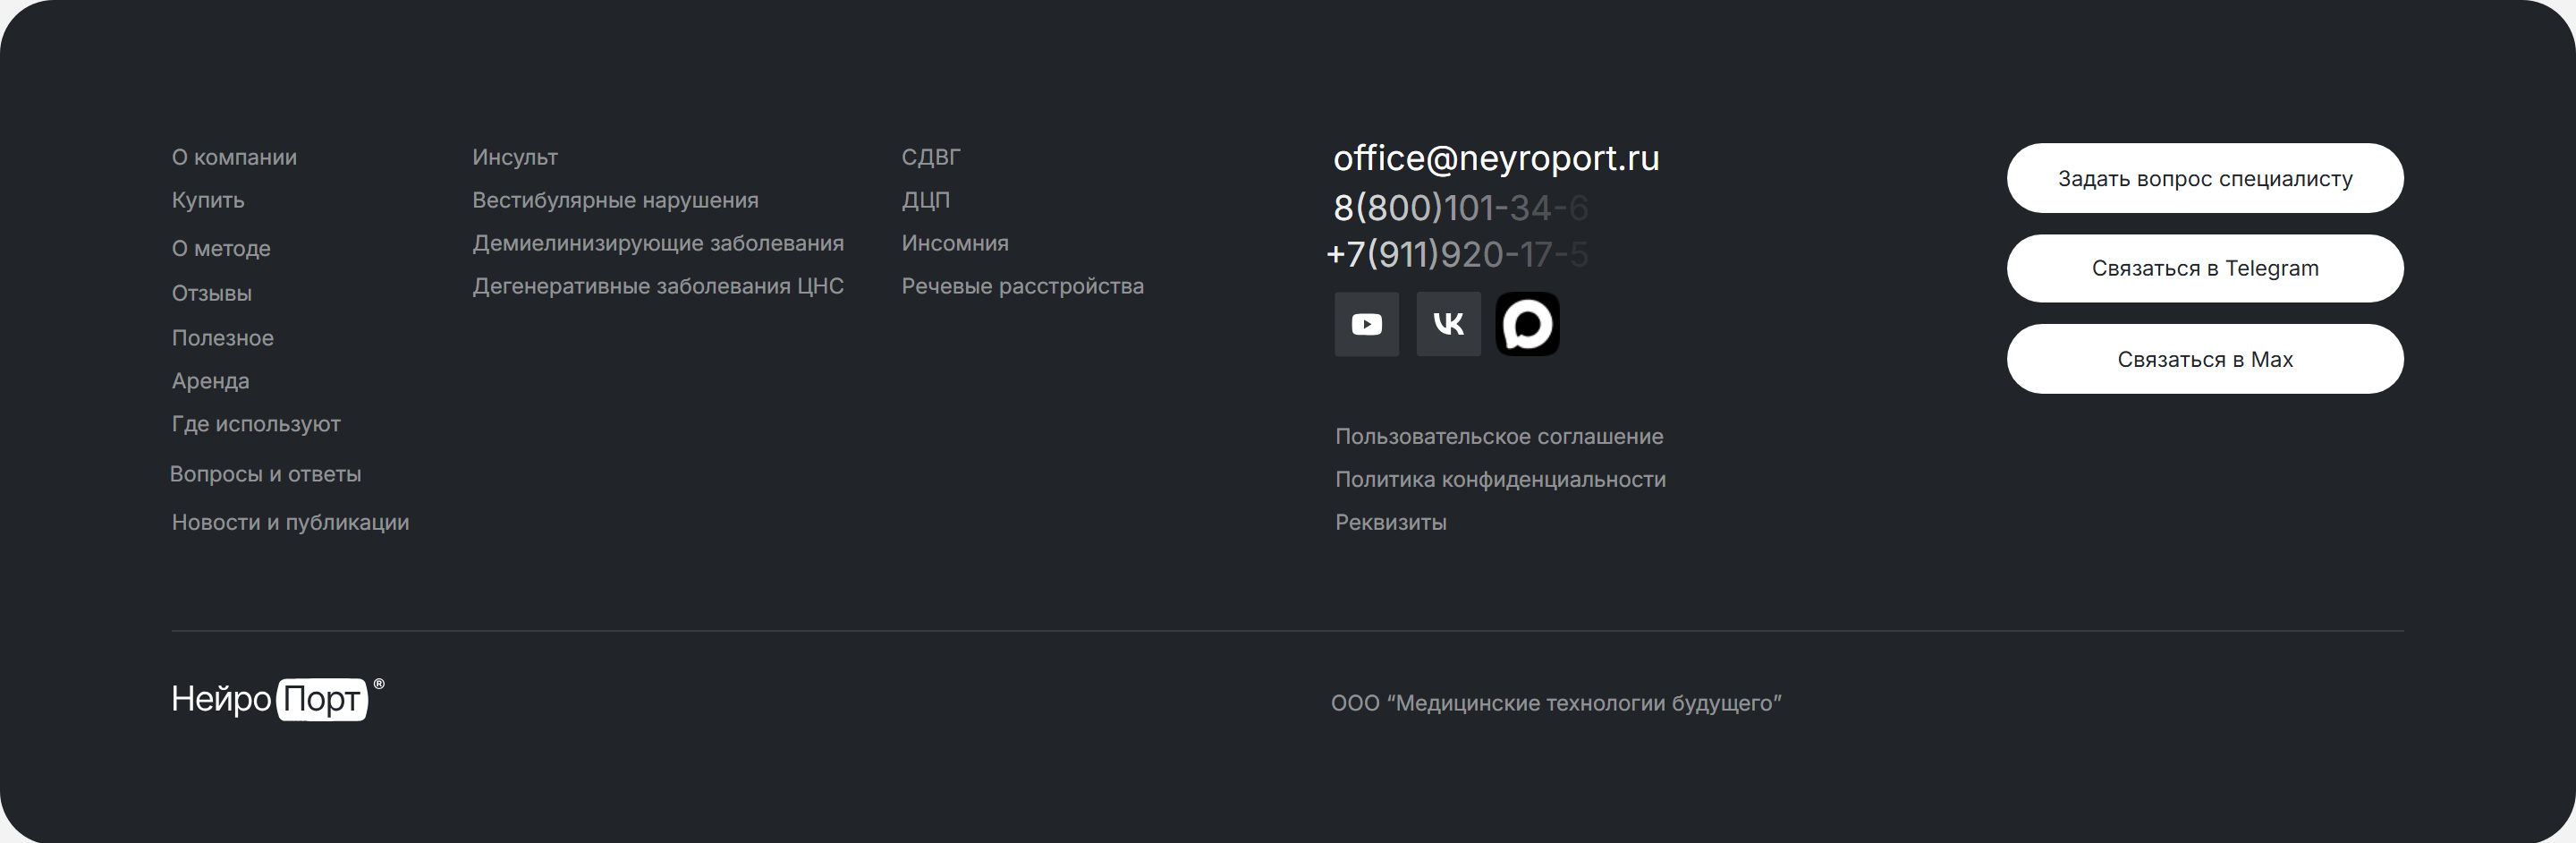 О компании
Купить
О методе
Отзывы
Полезное
Аренда
Где используют
Вопросы и ответы
Новости и публикации
Инсульт
Вестибулярные нарушения
Демиелинизирующие заболевания
Дегенеративные заболевания ЦНС
СДВГ
ДЦП
Инсомния
Речевые расстройства
office@neyroport.ru
8(800)101-34-6
+7(911)920-17-5
Пользовательское соглашение
Политика конфиденциальности
Реквизиты
Задать вопрос специалисту
Связаться в Telegram
Связаться в Max
НейроПорт®
ООО “Медицинские технологии будущего”